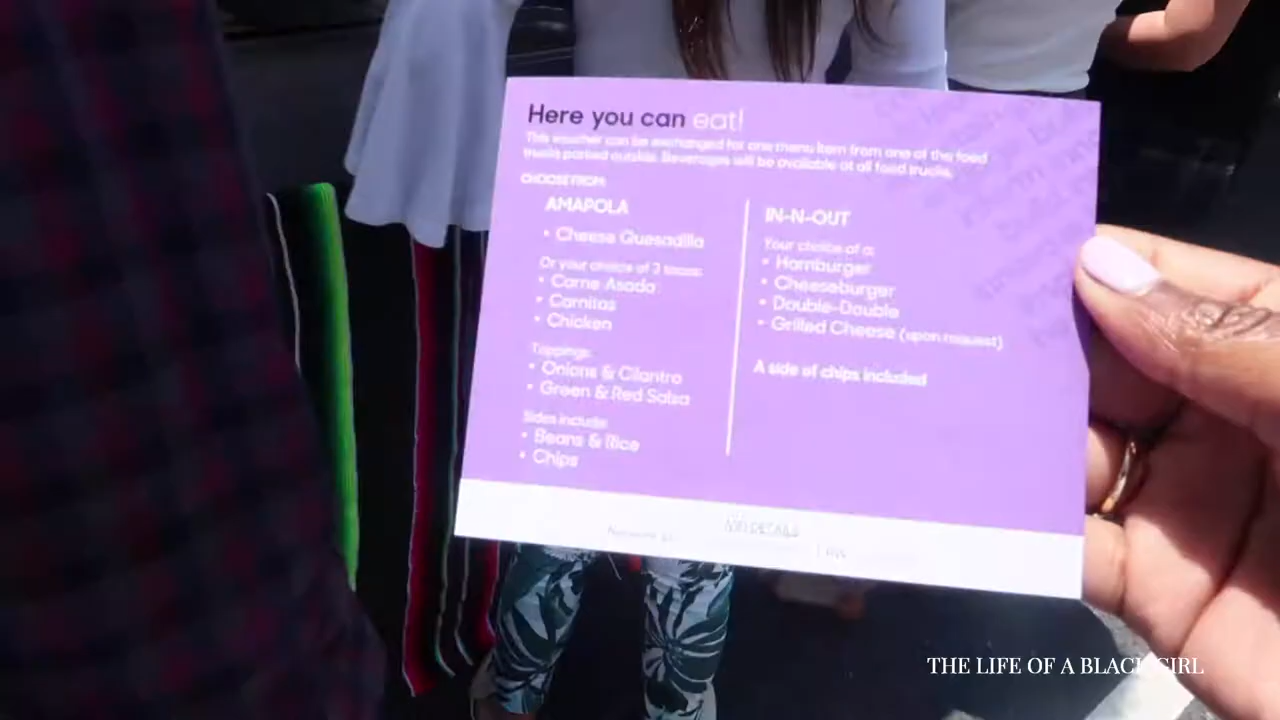 Here you can eat!
This voucher can be exchanged for one menu item from one of the food
trucks parked outside. Beverages will be available at all food trucks.
CHOOSE FROM:
AMAPOLA
• Cheese Quesadilla
Or your choice of 3 tacos:
• Carne Asada
• Carnitas
• Chicken
Toppings:
• Onions & Cilantro
• Green & Red Salsa
Sides include:
• Beans & Rice
• Chips
IN-N-OUT
Your choice of a:
• Hamburger
• Cheeseburger
• Double-Double
• Grilled Cheese (upon request)
A side of chips included
THE LIFE OF A BLACK GIRL